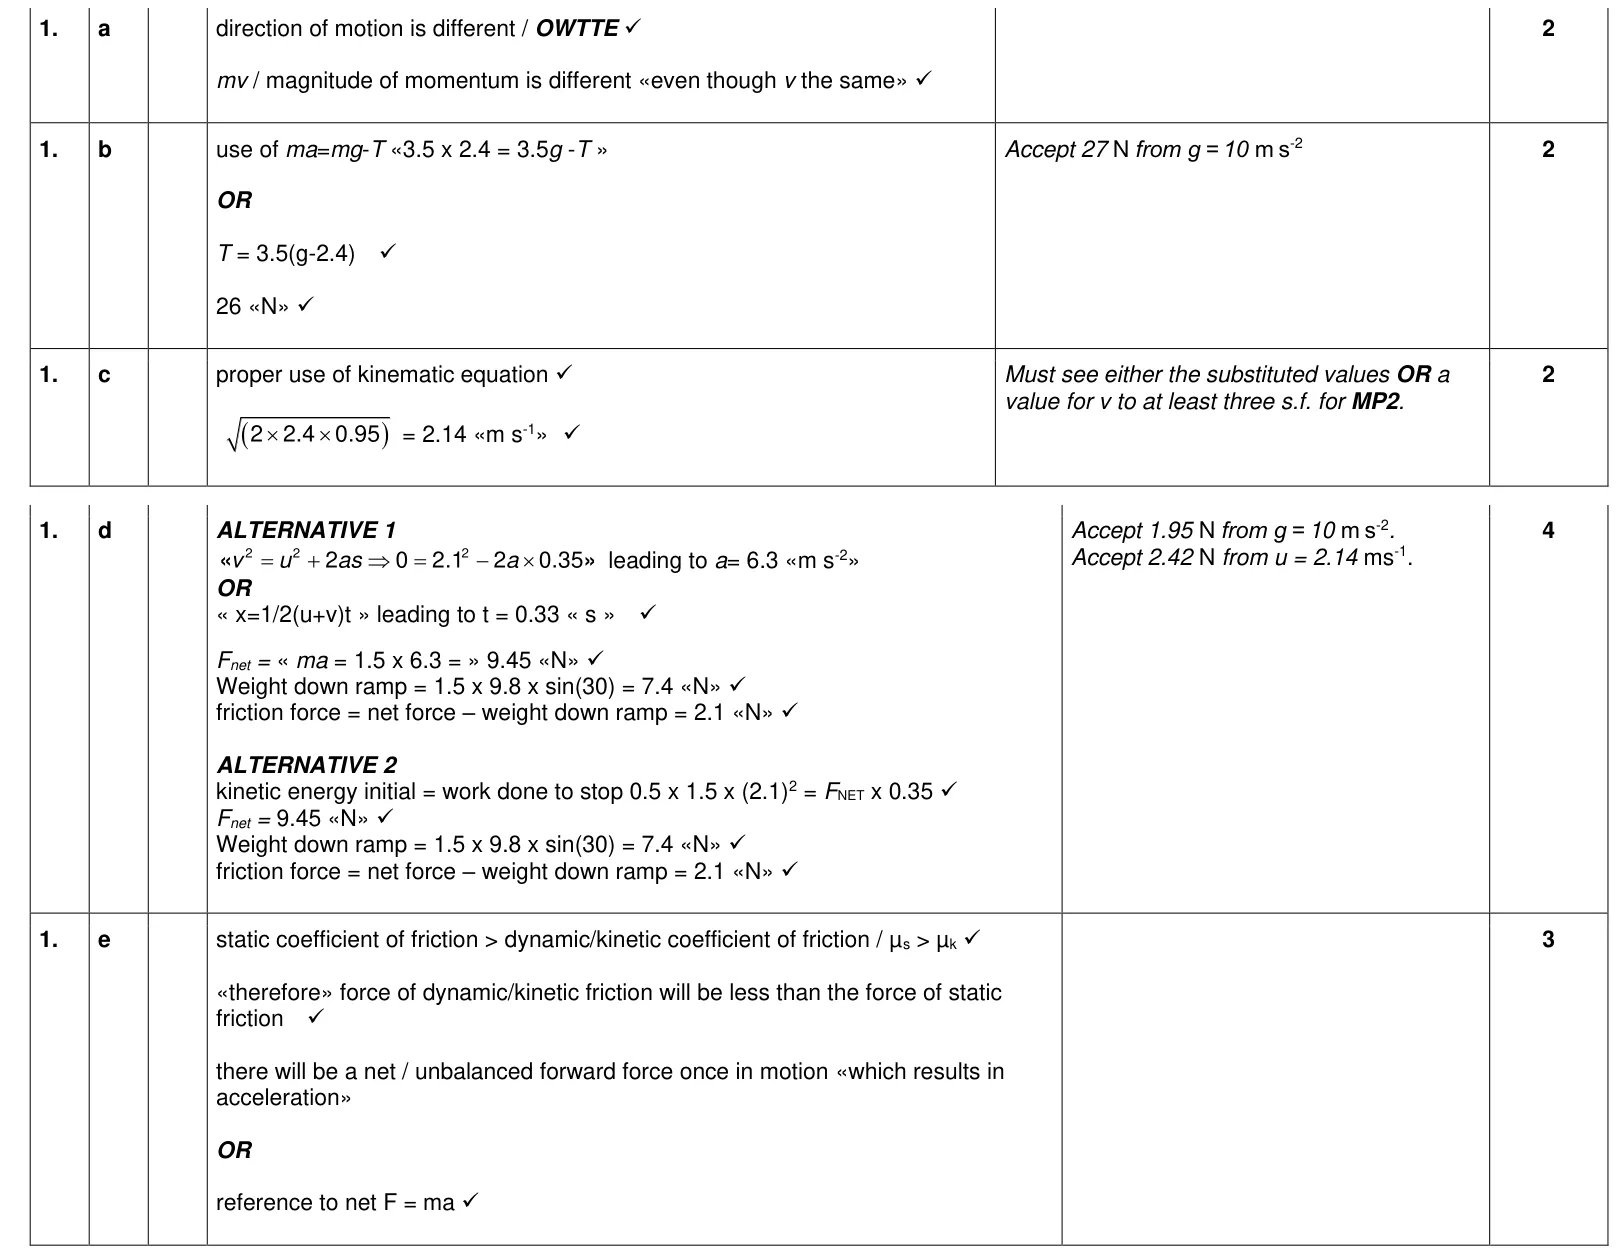 1. a direction of motion is different / OWTTE ✓ 2
mv / magnitude of momentum is different «even though v the same» ✓
1. b use of ma=mg-T «3.5 x 2.4 = 3.5g -T » Accept 27 N from g = 10 m s-2 2
OR
T = 3.5(g-2.4) ✓
26 «N» ✓
1. c proper use of kinematic equation ✓ Must see either the substituted values OR a 2
value for v to at least three s.f. for MP2.
√(2×2.4×0.95) = 2.14 «m s-1» ✓
1. d ALTERNATIVE 1 Accept 1.95 N from g = 10 m s-2. 4
«v² = u² + 2as ⇒ 0 = 2.1² − 2a × 0.35» leading to a= 6.3 «m s-2» Accept 2.42 N from u = 2.14 ms-1.
OR
« x=1/2(u+v)t » leading to t = 0.33 « s » ✓
Fnet = « ma = 1.5 x 6.3 = » 9.45 «N» ✓
Weight down ramp = 1.5 x 9.8 x sin(30) = 7.4 «N» ✓
friction force = net force – weight down ramp = 2.1 «N» ✓
ALTERNATIVE 2
kinetic energy initial = work done to stop 0.5 x 1.5 x (2.1)² = FNET x 0.35 ✓
Fnet = 9.45 «N» ✓
Weight down ramp = 1.5 x 9.8 x sin(30) = 7.4 «N» ✓
friction force = net force – weight down ramp = 2.1 «N» ✓
1. e static coefficient of friction > dynamic/kinetic coefficient of friction / μs > μk ✓ 3
«therefore» force of dynamic/kinetic friction will be less than the force of static
friction ✓
there will be a net / unbalanced forward force once in motion «which results in
acceleration»
OR
reference to net F = ma ✓